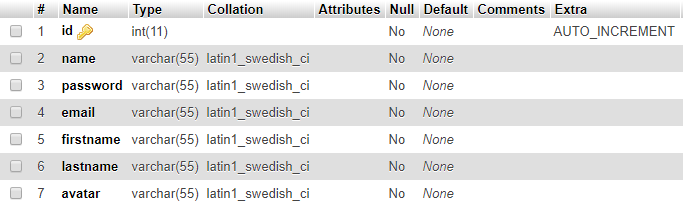 # Name Type Collation Attributes Null Default Comments Extra
1 id int(11) No None AUTO_INCREMENT
2 name varchar(55) latin1_swedish_ci No None
3 password varchar(55) latin1_swedish_ci No None
4 email varchar(55) latin1_swedish_ci No None
5 firstname varchar(55) latin1_swedish_ci No None
6 lastname varchar(55) latin1_swedish_ci No None
7 avatar varchar(55) latin1_swedish_ci No None